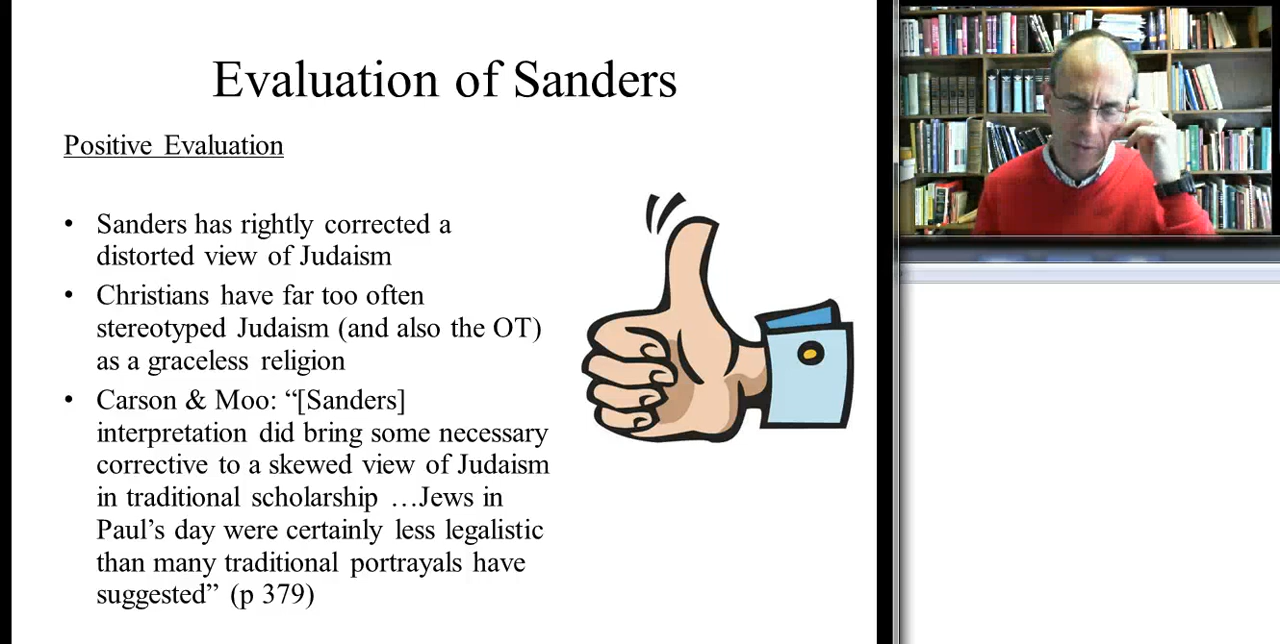 Evaluation of Sanders
Positive Evaluation
• Sanders has rightly corrected a
distorted view of Judaism
• Christians have far too often
stereotyped Judaism (and also the OT)
as a graceless religion
• Carson & Moo: “[Sanders]
interpretation did bring some necessary
corrective to a skewed view of Judaism
in traditional scholarship …Jews in
Paul’s day were certainly less legalistic
than many traditional portrayals have
suggested” (p 379)